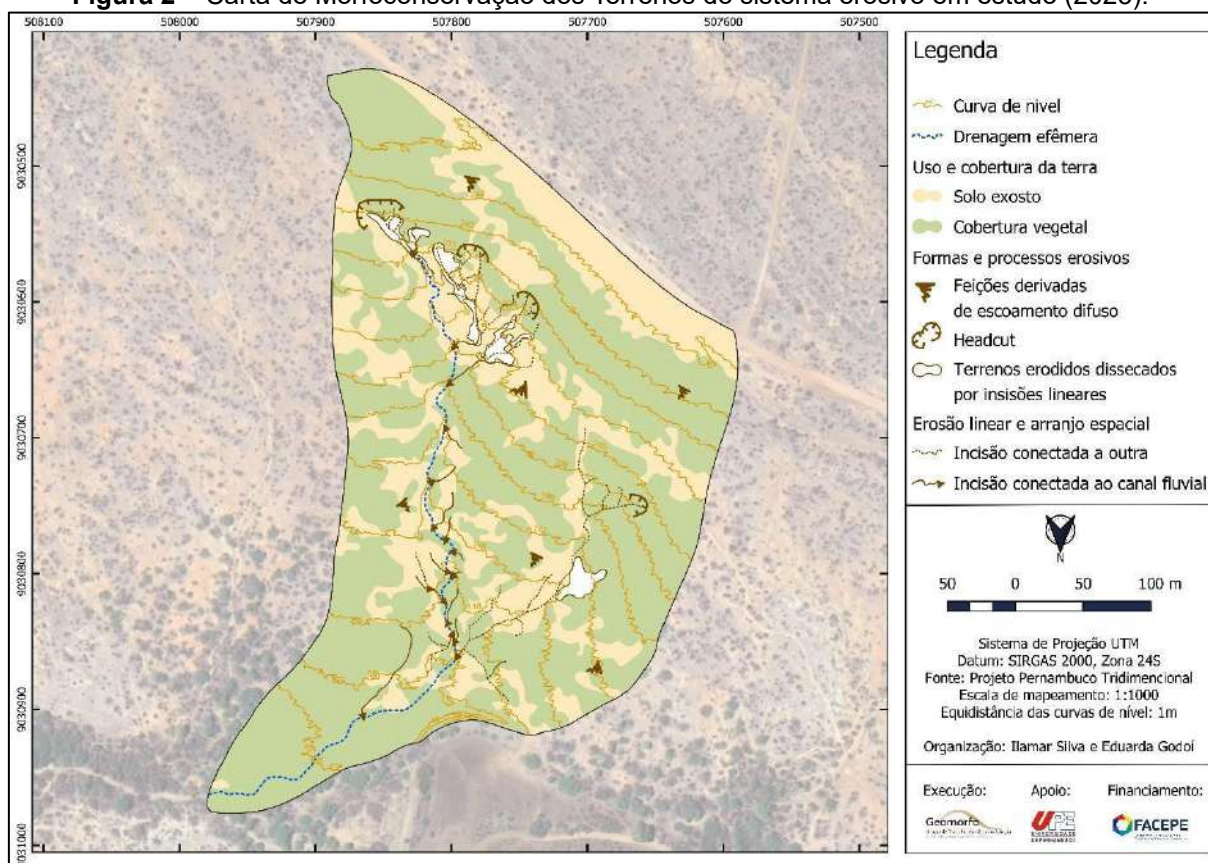 Figura 2 – Carta de Morfoconservação dos Terrenos do sistema erosivo em estudo (2023).
508100 508000 507900 507800 507700 507600 507500
9030500
9030600
9030700
9030800
9030900
9031000
Legenda
Curva de nivel
Drenagem efêmera
Uso e cobertura da terra
Solo exosto
Cobertura vegetal
Formas e processos erosivos
Feições derivadas
de escoamento difuso
Headcut
Terrenos erodidos dissecados
por insisões lineares
Erosão linear e arranjo espacial
Incisão conectada a outra
Incisão conectada ao canal fluvial
N
50 0 50 100 m
Sistema de Projeção UTM
Datum: SIRGAS 2000, Zona 24S
Fonte: Projeto Pernambuco Tridimencional
Escala de mapeamento: 1:1000
Equidistância das curvas de nível: 1m
Organização: Ilamar Silva e Eduarda Godoi
Execução: Apoio: Financiamento:
Geomorfo
UPE
UNIVERSIDADE
FACEPE